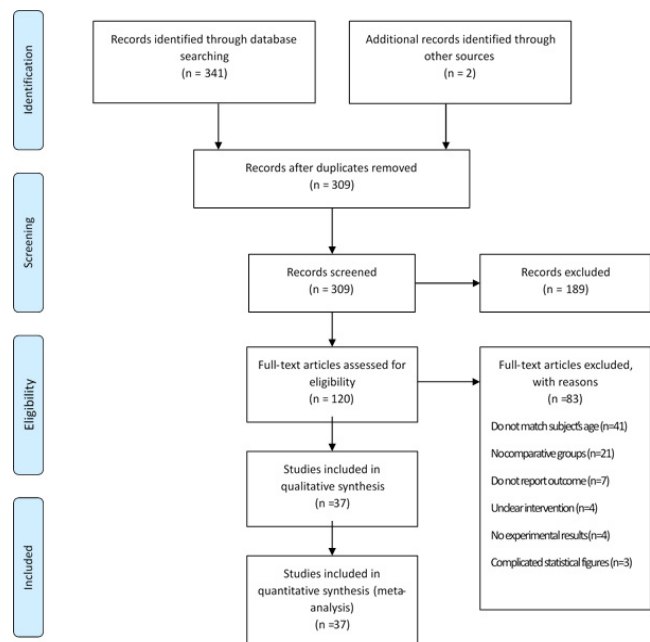 Identification
Records identified through database
searching
(n = 341)
Additional records identified through
other sources
(n = 2)
Records after duplicates removed
(n = 309)
Screening
Records screened
(n = 309)
Records excluded
(n = 189)
Eligibility
Full-text articles assessed for
eligibility
(n = 120)
Full-text articles excluded,
with reasons
(n =83)
Do not match subject's age (n=41)
No comparative groups (n=21)
Do not report outcome (n=7)
Unclear intervention (n=4)
No experimental results(n=4)
Complicated statistical figures (n=3)
Studies included in
qualitative synthesis
(n =37)
Included
Studies included in
quantitative synthesis (meta-
analysis)
(n =37)